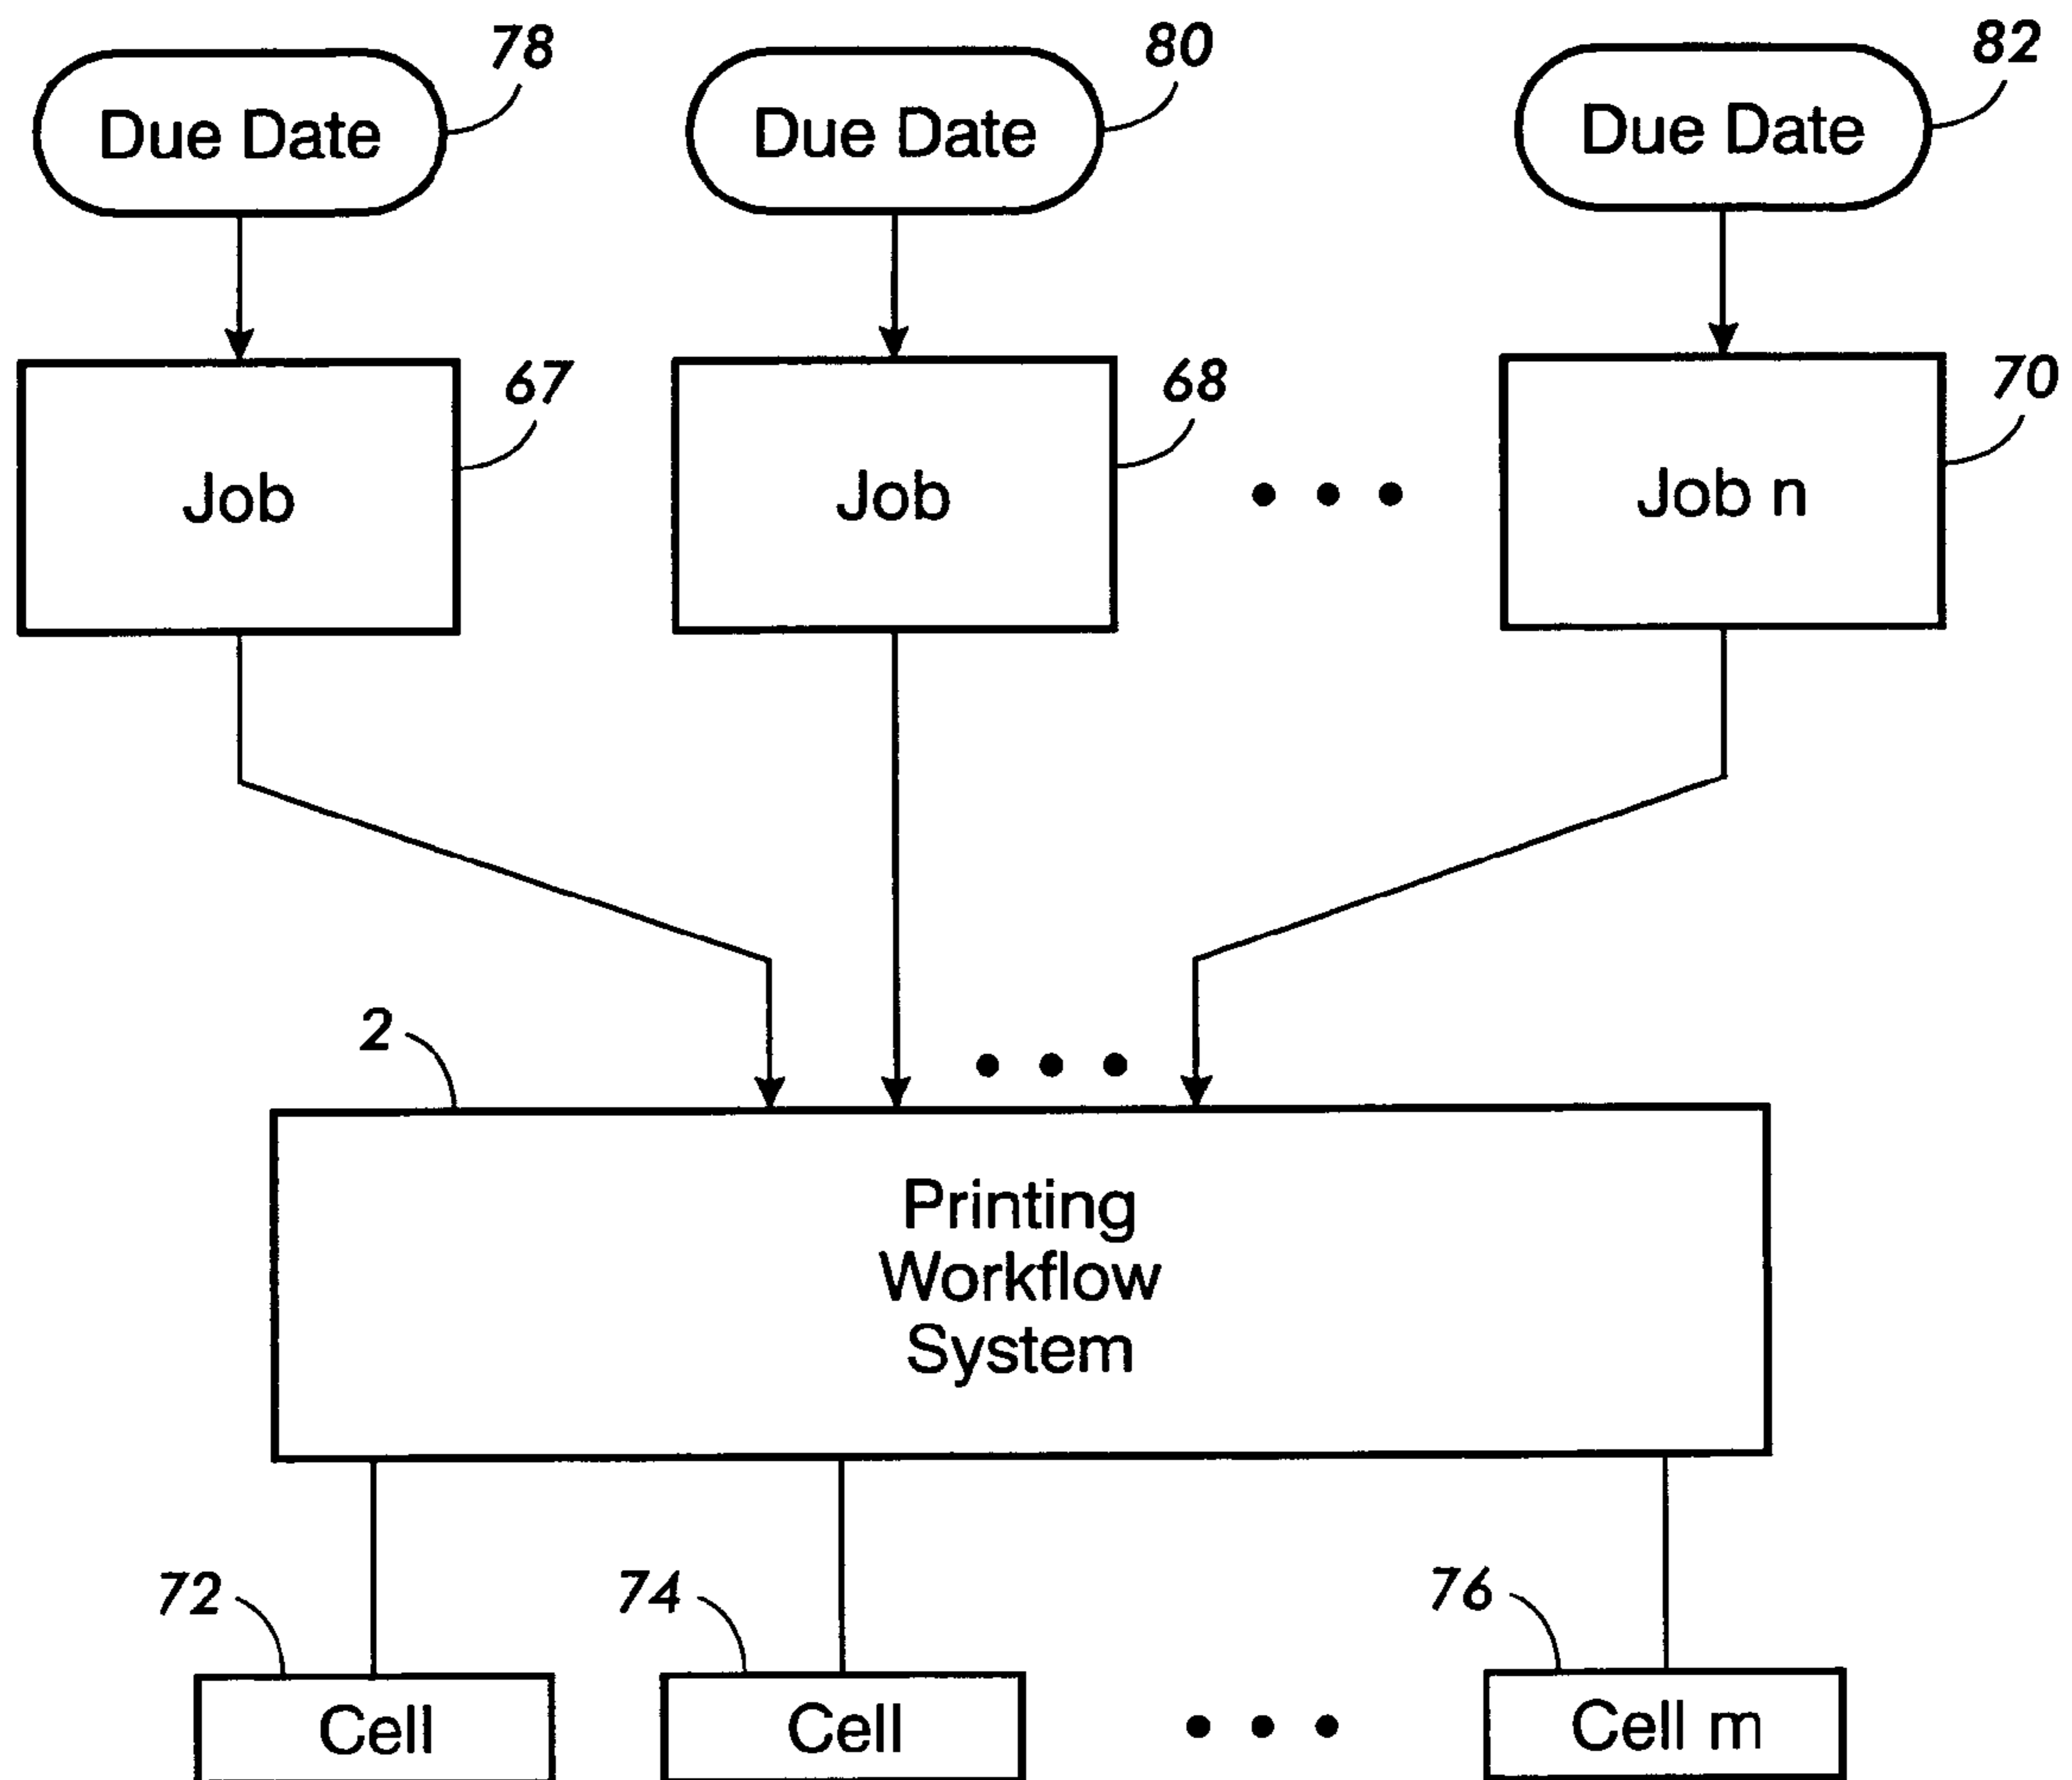 78
80
82
Due Date
Due Date
Due Date
67
68
70
Job
Job
Job n
2
Printing
Workflow
System
72
74
76
Cell
Cell
Cell m